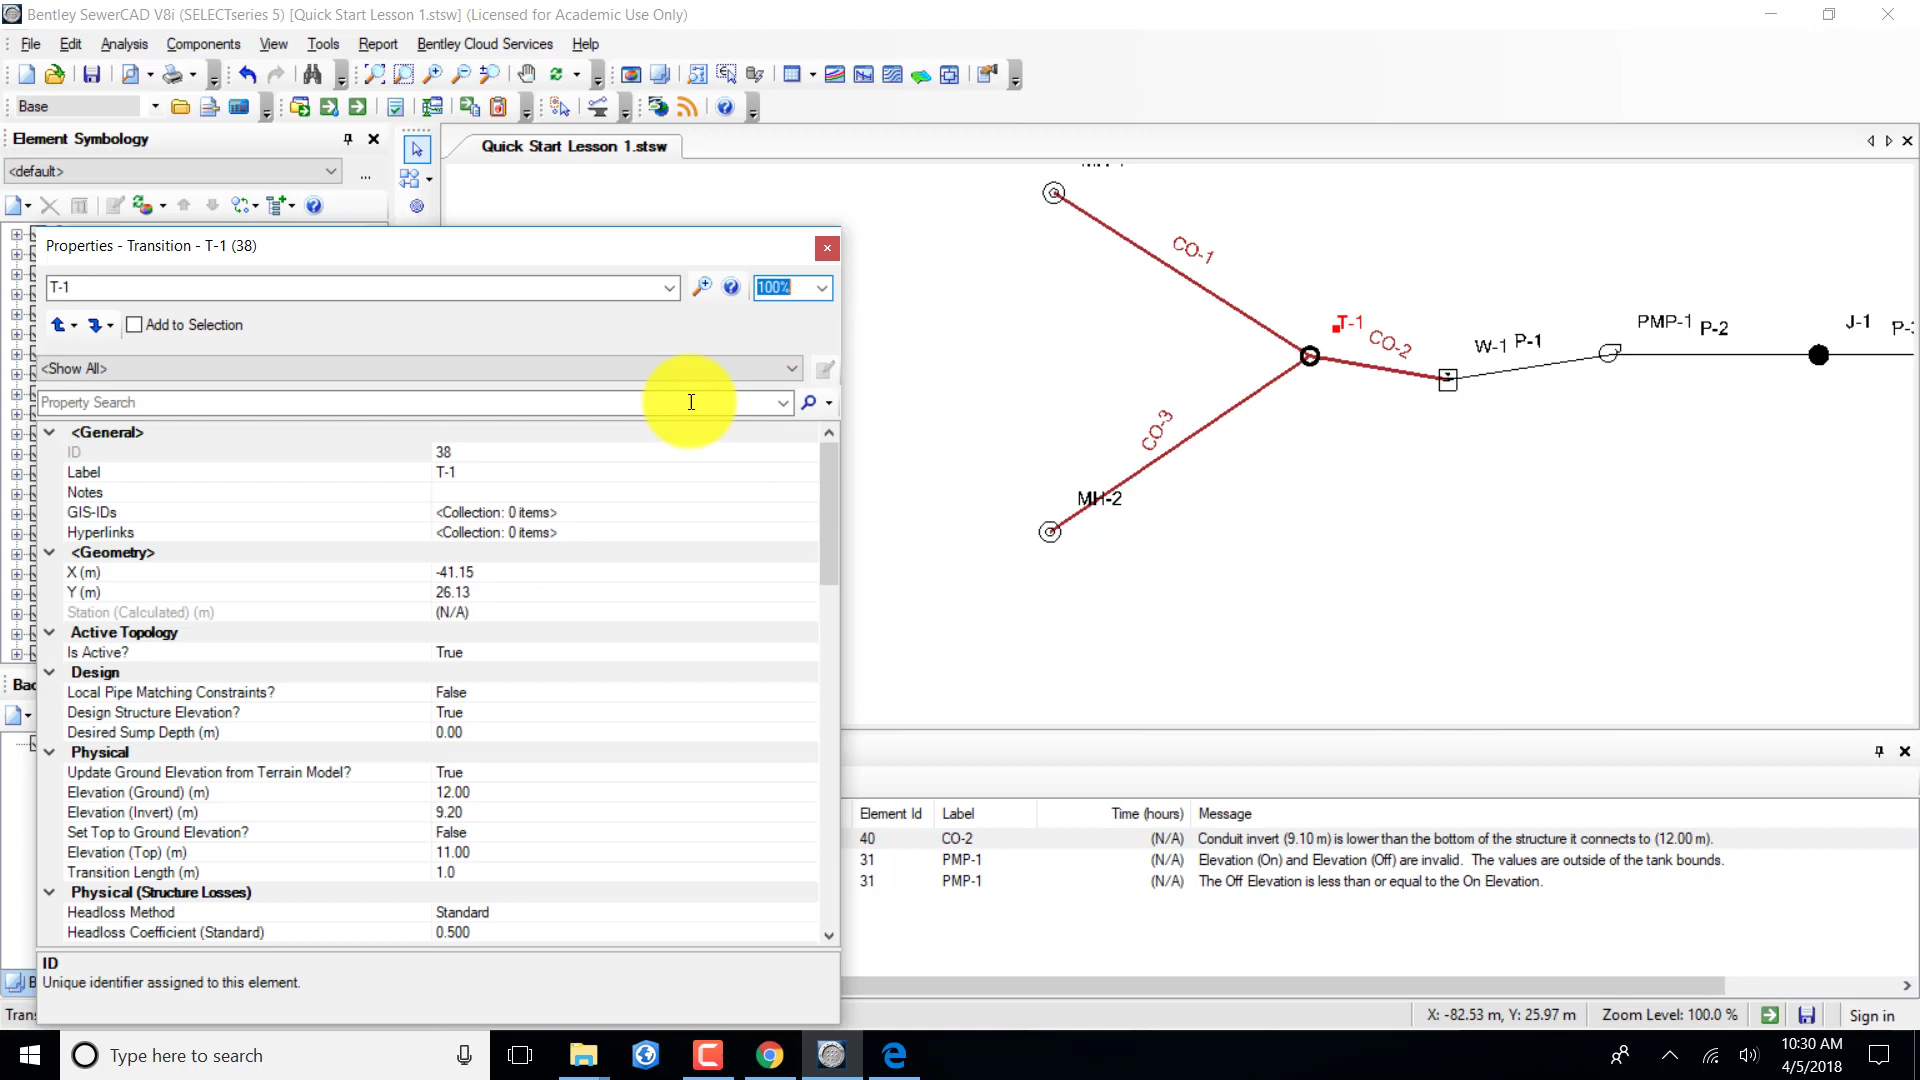 Bentley SewerCAD V8i (SELECTseries 5) [Quick Start Lesson 1.stsw] (Licensed for Academic Use Only)
File Edit Analysis Components View Tools Report Bentley Cloud Services Help
Base
Element Symbology
<default>
...
Quick Start Lesson 1.stsw
Properties - Transition - T-1 (38)
T-1
100%
Add to Selection
<Show All>
Property Search
<General>
ID 38
Label T-1
Notes
GIS-IDs <Collection: 0 items>
Hyperlinks <Collection: 0 items>
<Geometry>
X (m) -41.15
Y (m) 26.13
Station (Calculated) (m) (N/A)
Active Topology
Is Active? True
Design
Local Pipe Matching Constraints? False
Design Structure Elevation? True
Desired Sump Depth (m) 0.00
Physical
Update Ground Elevation from Terrain Model? True
Elevation (Ground) (m) 12.00
Elevation (Invert) (m) 9.20
Set Top to Ground Elevation? False
Elevation (Top) (m) 11.00
Transition Length (m) 1.0
Physical (Structure Losses)
Headloss Method Standard
Headloss Coefficient (Standard) 0.500
ID
Unique identifier assigned to this element.
CO-1
T-1
CO-2
W-1 P-1
PMP-1 P-2
J-1
CO-3
MH-2
Element Id Label Time (hours) Message
40 CO-2 (N/A) Conduit invert (9.10 m) is lower than the bottom of the structure it connects to (12.00 m).
31 PMP-1 (N/A) Elevation (On) and Elevation (Off) are invalid. The values are outside of the tank bounds.
31 PMP-1 (N/A) The Off Elevation is less than or equal to the On Elevation.
X: -82.53 m, Y: 25.97 m Zoom Level: 100.0 % Sign in
Type here to search
10:30 AM
4/5/2018